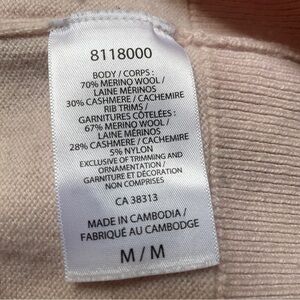 8118000
BODY / CORPS :
70% MERINO WOOL /
LAINE MÉRINOS
30% CASHMERE / CACHEMIRE
RIB TRIMS /
GARNITURES CÔTELÉES :
67% MERINO WOOL /
LAINE MÉRINOS
28% CASHMERE / CACHEMIRE
5% NYLON
EXCLUSIVE OF TRIMMING AND
ORNAMENTATION /
GARNITURE ET DÉCORATION
NON COMPRISES
CA 38313
MADE IN CAMBODIA /
FABRIQUÉ AU CAMBODGE
M / M